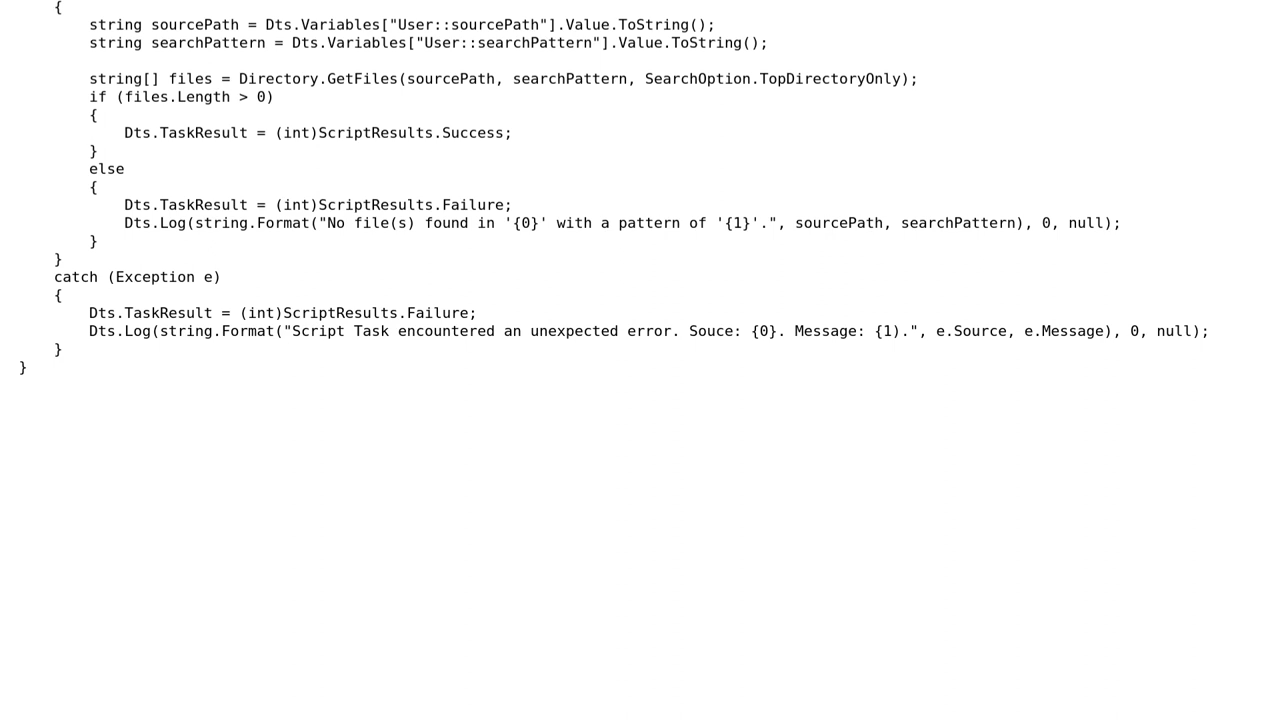 {
string sourcePath = Dts.Variables["User::sourcePath"].Value.ToString();
string searchPattern = Dts.Variables["User::searchPattern"].Value.ToString();
string[] files = Directory.GetFiles(sourcePath, searchPattern, SearchOption.TopDirectoryOnly);
if (files.Length > 0)
{
Dts.TaskResult = (int)ScriptResults.Success;
}
else
{
Dts.TaskResult = (int)ScriptResults.Failure;
Dts.Log(string.Format("No file(s) found in '{0}' with a pattern of '{1}'.", sourcePath, searchPattern), 0, null);
}
}
catch (Exception e)
{
Dts.TaskResult = (int)ScriptResults.Failure;
Dts.Log(string.Format("Script Task encountered an unexpected error. Souce: {0}. Message: {1).", e.Source, e.Message), 0, null);
}
}